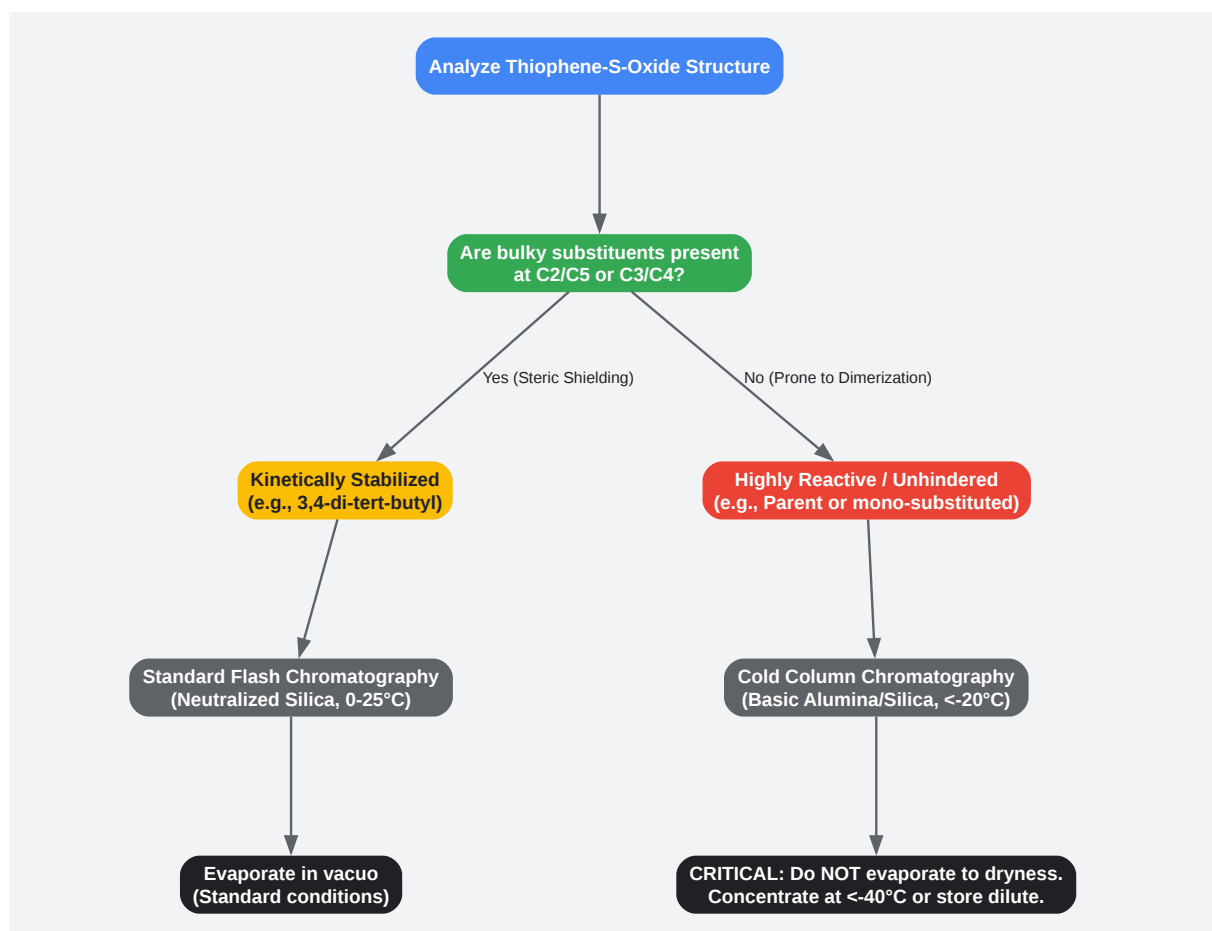 Analyze Thiophene-S-Oxide Structure
Are bulky substituents present
at C2/C5 or C3/C4?
Yes (Steric Shielding)
No (Prone to Dimerization)
Kinetically Stabilized
(e.g., 3,4-di-tert-butyl)
Highly Reactive / Unhindered
(e.g., Parent or mono-substituted)
Standard Flash Chromatography
(Neutralized Silica, 0-25°C)
Cold Column Chromatography
(Basic Alumina/Silica, <-20°C)
Evaporate in vacuo
(Standard conditions)
CRITICAL: Do NOT evaporate to dryness.
Concentrate at <-40°C or store dilute.